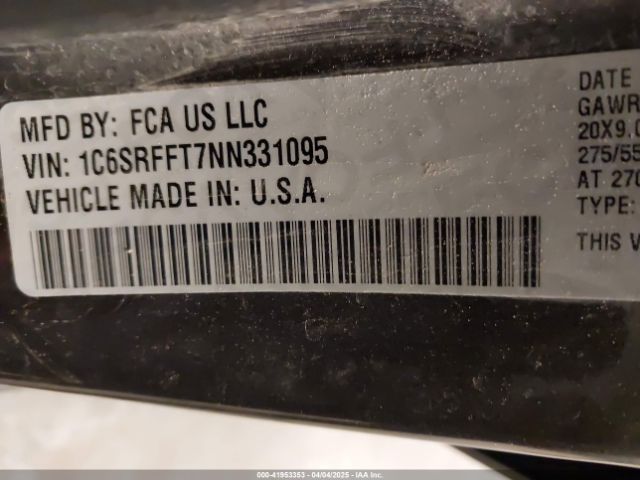 MFD BY: FCA US LLC
VIN: 1C6SRFFT7NN331095
VEHICLE MADE IN: U.S.A.
DATE
GAWR
20X9.0
275/55
AT 270
TYPE:
THIS V
000-41953353 - 04/04/2025 - IAA Inc.